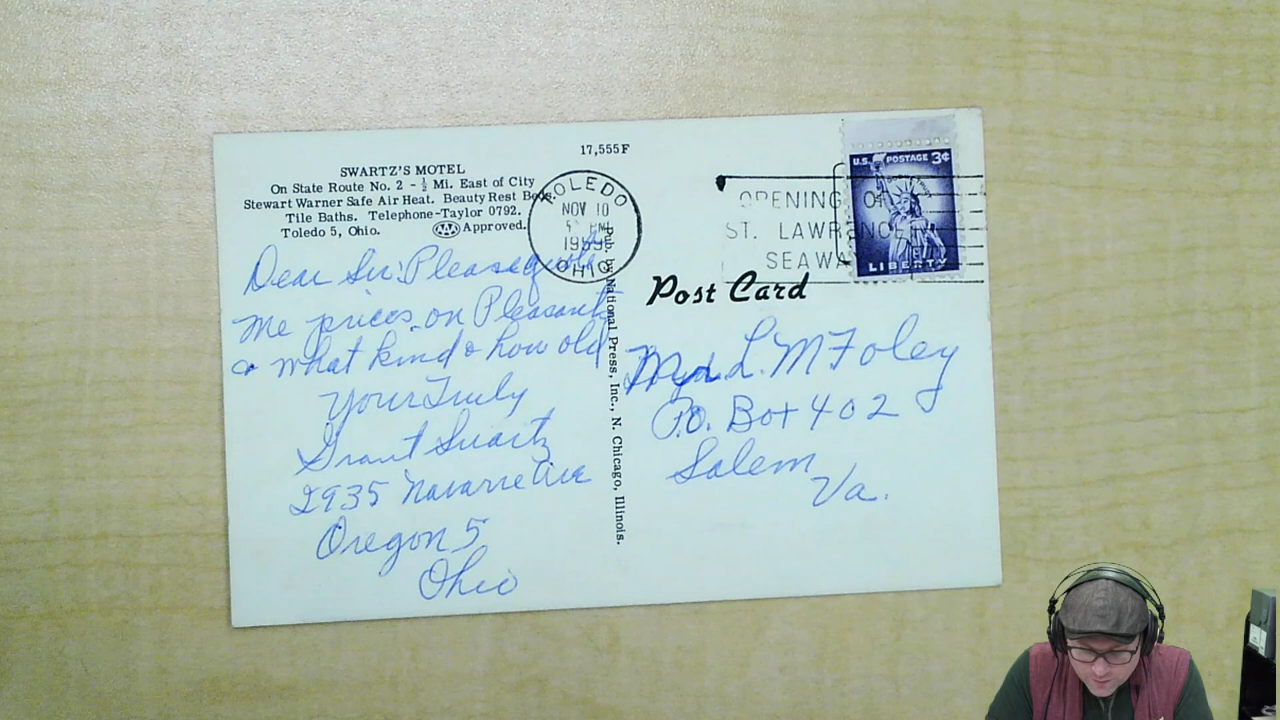 17,555F
SWARTZ'S MOTEL
On State Route No. 2 - ½ Mi. East of City
Stewart Warner Safe Air Heat. Beauty Rest Beds
Tile Baths. Telephone-Taylor 0792.
Toledo 5, Ohio. AAA Approved.
Dear Sir: Please quote
me prices on Pleasants
& what kind & how old
Yours Truly
Grant Swartz
2935 Navarre Ave
Oregon 5
Ohio
TOLEDO
NOV 10
PM
1959
OHIO
Pub. by National Press, Inc., N. Chicago, Illinois.
OPENING OF
ST. LAWRENCE
SEAWAY
U.S. POSTAGE 3¢
LIBERTY
Post Card
L. M Foley
P.O. Box 402
Salem
Va.